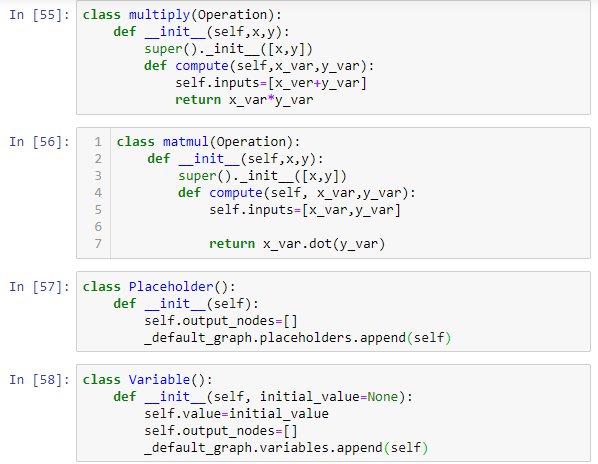 In [55]: class multiply(Operation):
    def __init__(self,x,y):
        super()._init__([x,y])
        def compute(self,x_var,y_var):
            self.inputs=[x_ver+y_var]
            return x_var*y_var
In [56]: 1 class matmul(Operation):
2     def __init__(self,x,y):
3         super()._init__([x,y])
4         def compute(self, x_var,y_var):
5             self.inputs=[x_var,y_var]
6
7             return x_var.dot(y_var)
In [57]: class Placeholder():
    def __init__(self):
        self.output_nodes=[]
        _default_graph.placeholders.append(self)
In [58]: class Variable():
    def __init__(self, initial_value=None):
        self.value=initial_value
        self.output_nodes=[]
        _default_graph.variables.append(self)